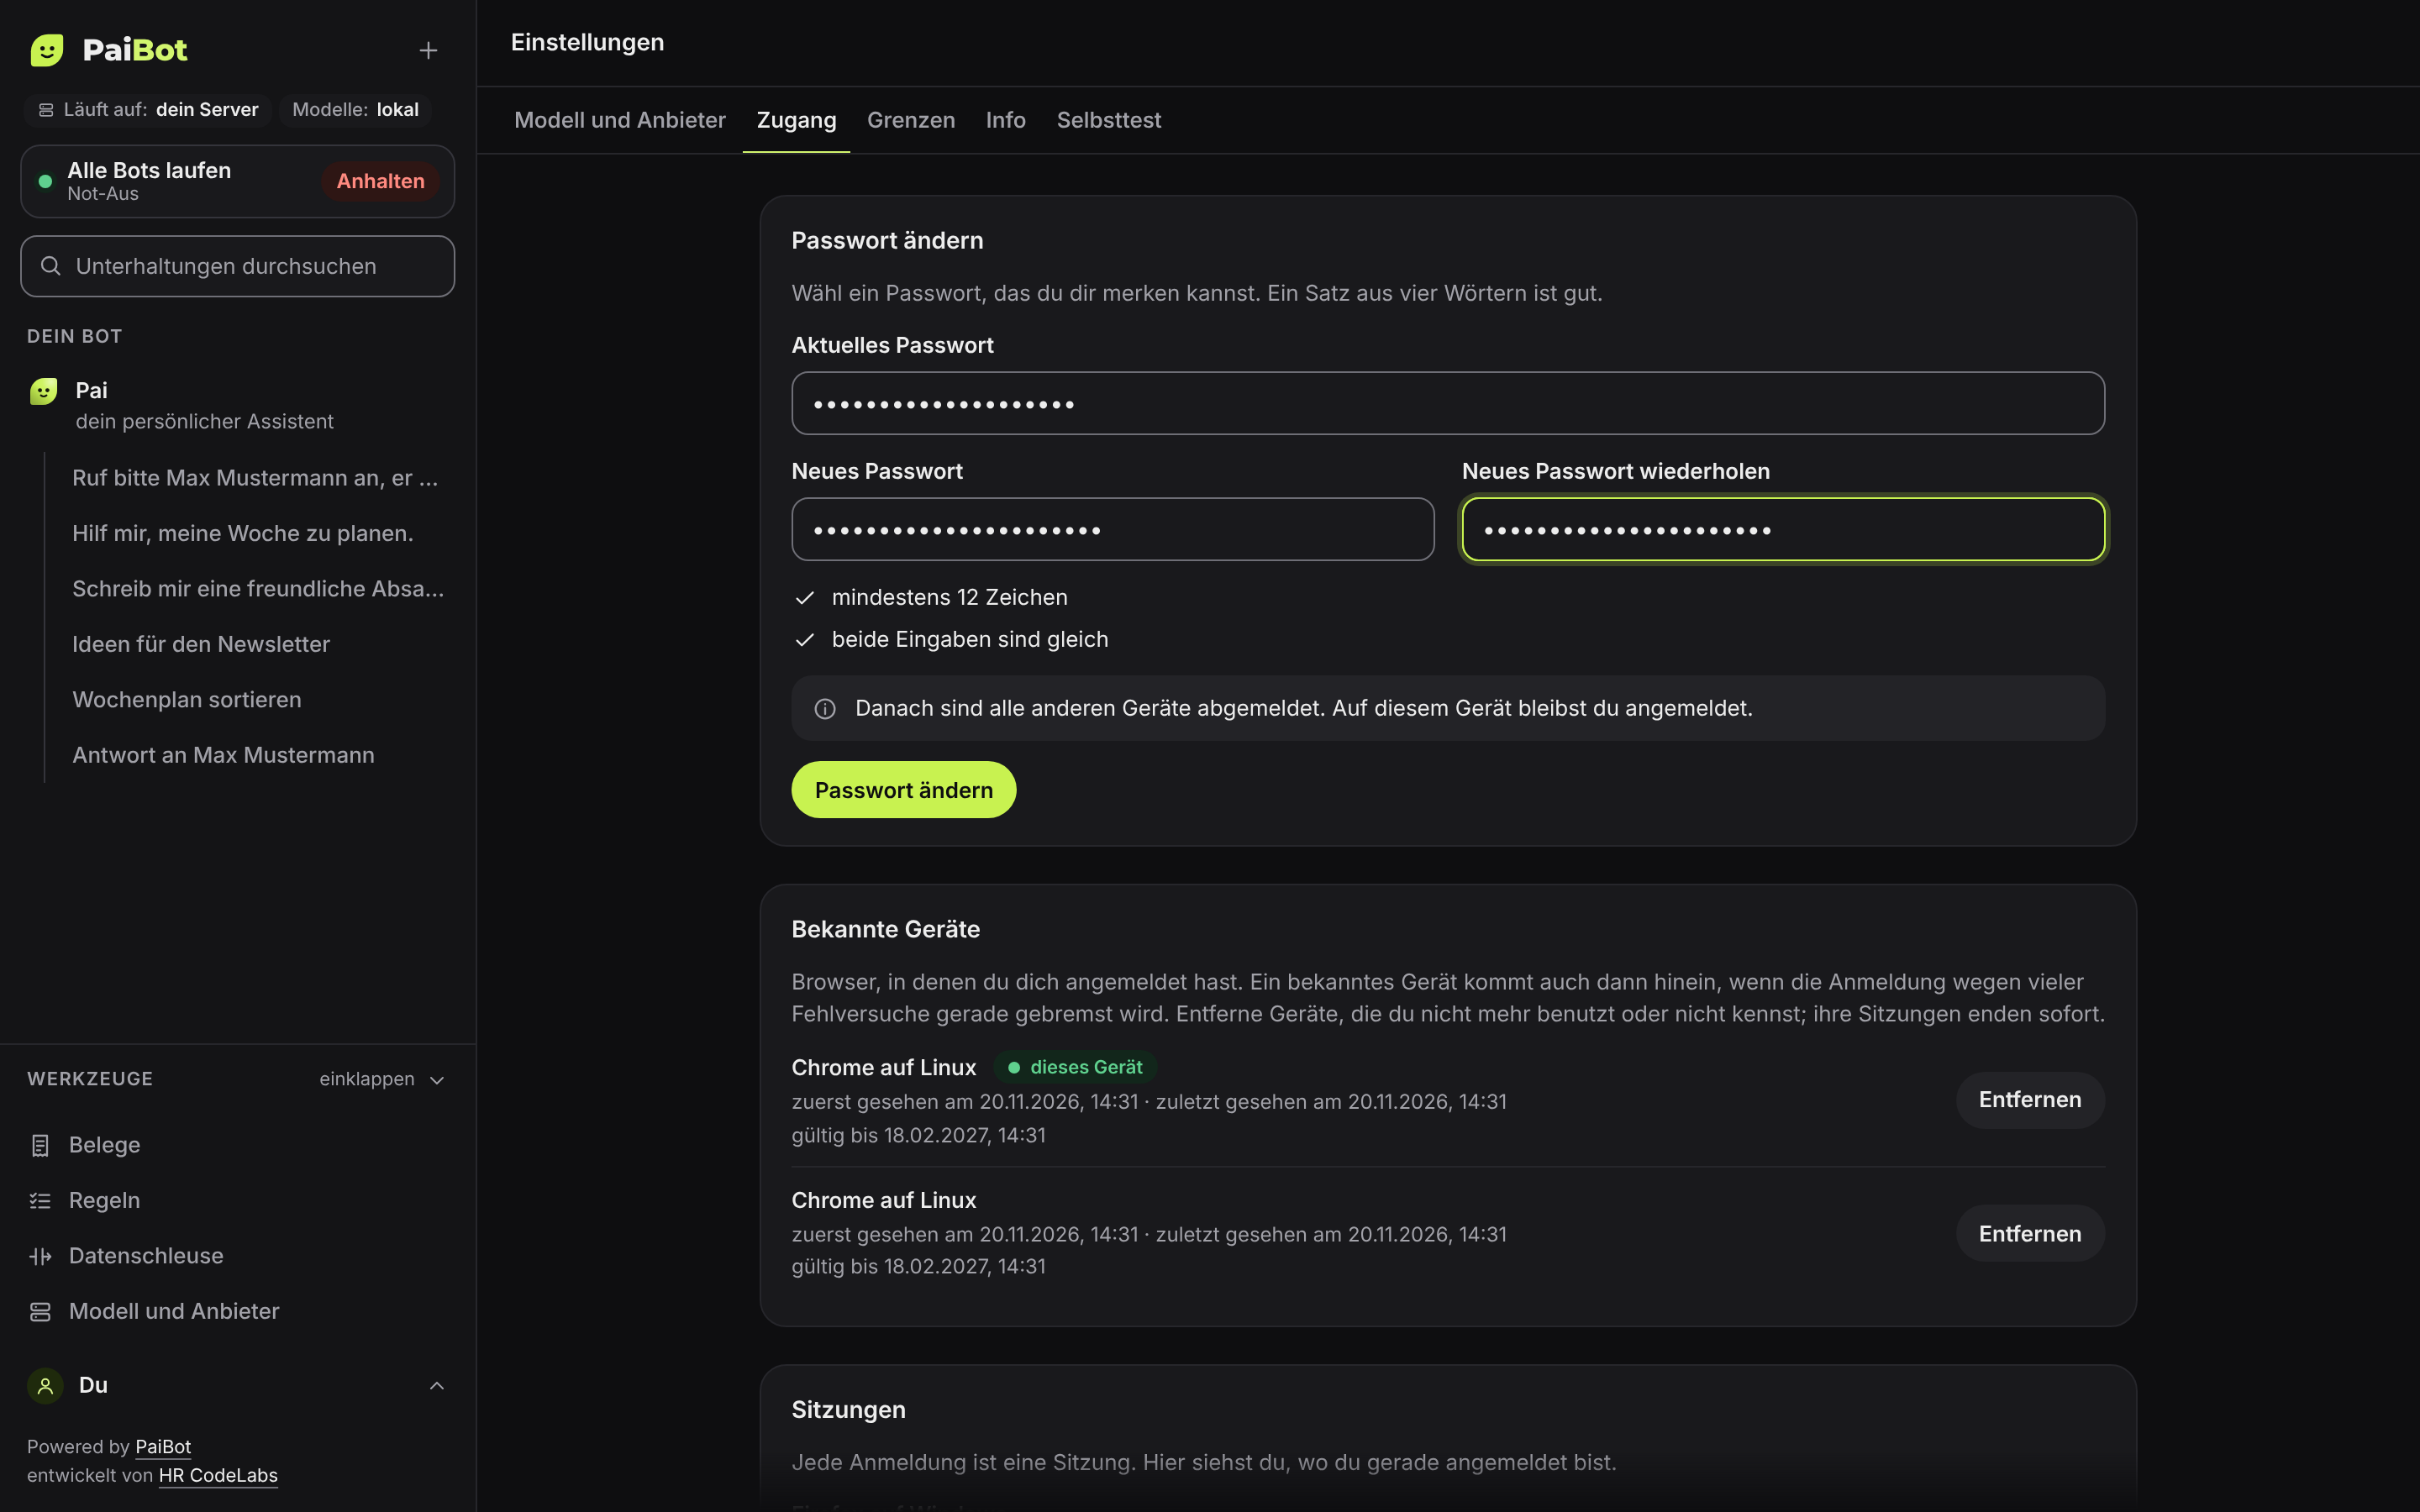 PaiBot
Läuft auf: dein Server
Modelle: lokal
Alle Bots laufen
Not-Aus
Anhalten
Unterhaltungen durchsuchen
DEIN BOT
Pai
dein persönlicher Assistent
Ruf bitte Max Mustermann an, er ...
Hilf mir, meine Woche zu planen.
Schreib mir eine freundliche Absa...
Ideen für den Newsletter
Wochenplan sortieren
Antwort an Max Mustermann
WERKZEUGE
einklappen
Belege
Regeln
Datenschleuse
Modell und Anbieter
Du
Powered by PaiBot
entwickelt von HR CodeLabs
Einstellungen
Modell und Anbieter
Zugang
Grenzen
Info
Selbsttest
Passwort ändern
Wähl ein Passwort, das du dir merken kannst. Ein Satz aus vier Wörtern ist gut.
Aktuelles Passwort
Neues Passwort
Neues Passwort wiederholen
mindestens 12 Zeichen
beide Eingaben sind gleich
Danach sind alle anderen Geräte abgemeldet. Auf diesem Gerät bleibst du angemeldet.
Passwort ändern
Bekannte Geräte
Browser, in denen du dich angemeldet hast. Ein bekanntes Gerät kommt auch dann hinein, wenn die Anmeldung wegen vieler
Fehlversuche gerade gebremst wird. Entferne Geräte, die du nicht mehr benutzt oder nicht kennst; ihre Sitzungen enden sofort.
Chrome auf Linux
dieses Gerät
zuerst gesehen am 20.11.2026, 14:31 · zuletzt gesehen am 20.11.2026, 14:31
gültig bis 18.02.2027, 14:31
Entfernen
Chrome auf Linux
zuerst gesehen am 20.11.2026, 14:31 · zuletzt gesehen am 20.11.2026, 14:31
gültig bis 18.02.2027, 14:31
Entfernen
Sitzungen
Jede Anmeldung ist eine Sitzung. Hier siehst du, wo du gerade angemeldet bist.